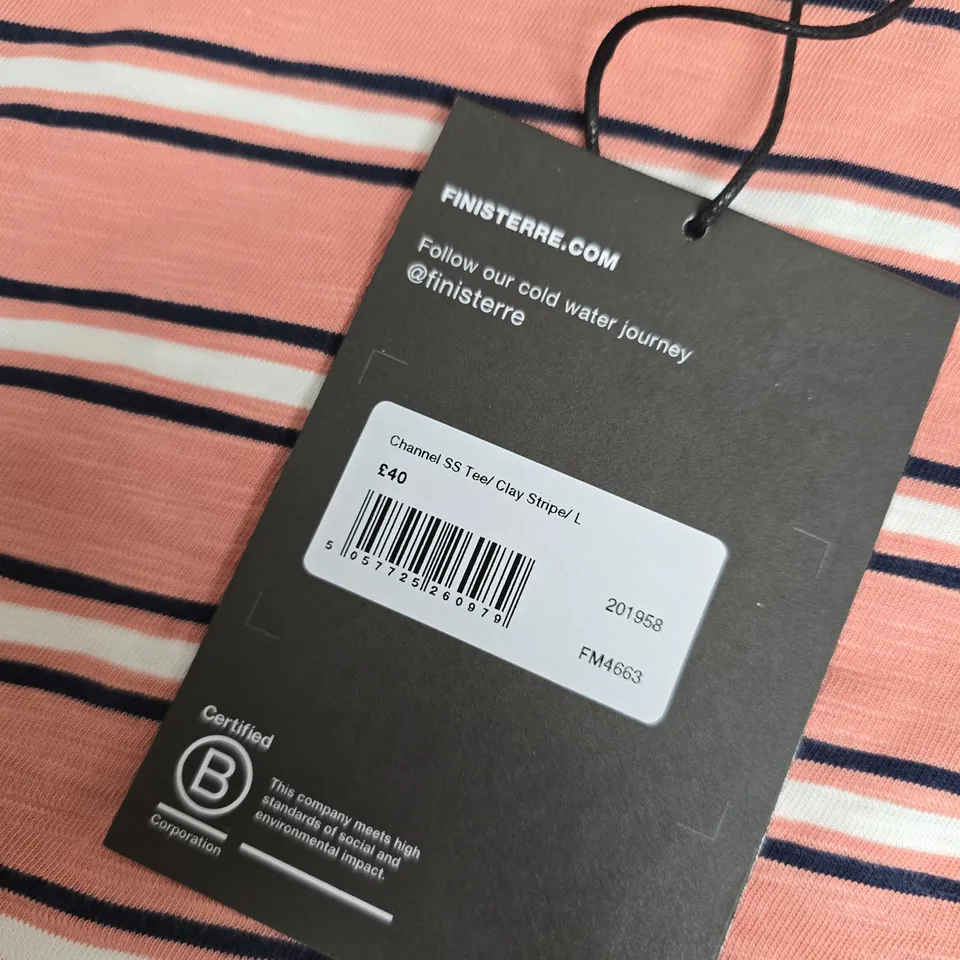 FINISTERRE.COM
Follow our cold water journey
@finisterre
Channel SS Tee/ Clay Stripe/ L
£40
5 057725 260979
201958
FM4663
Certified
B
Corporation
This company meets high
standards of social and
environmental impact.